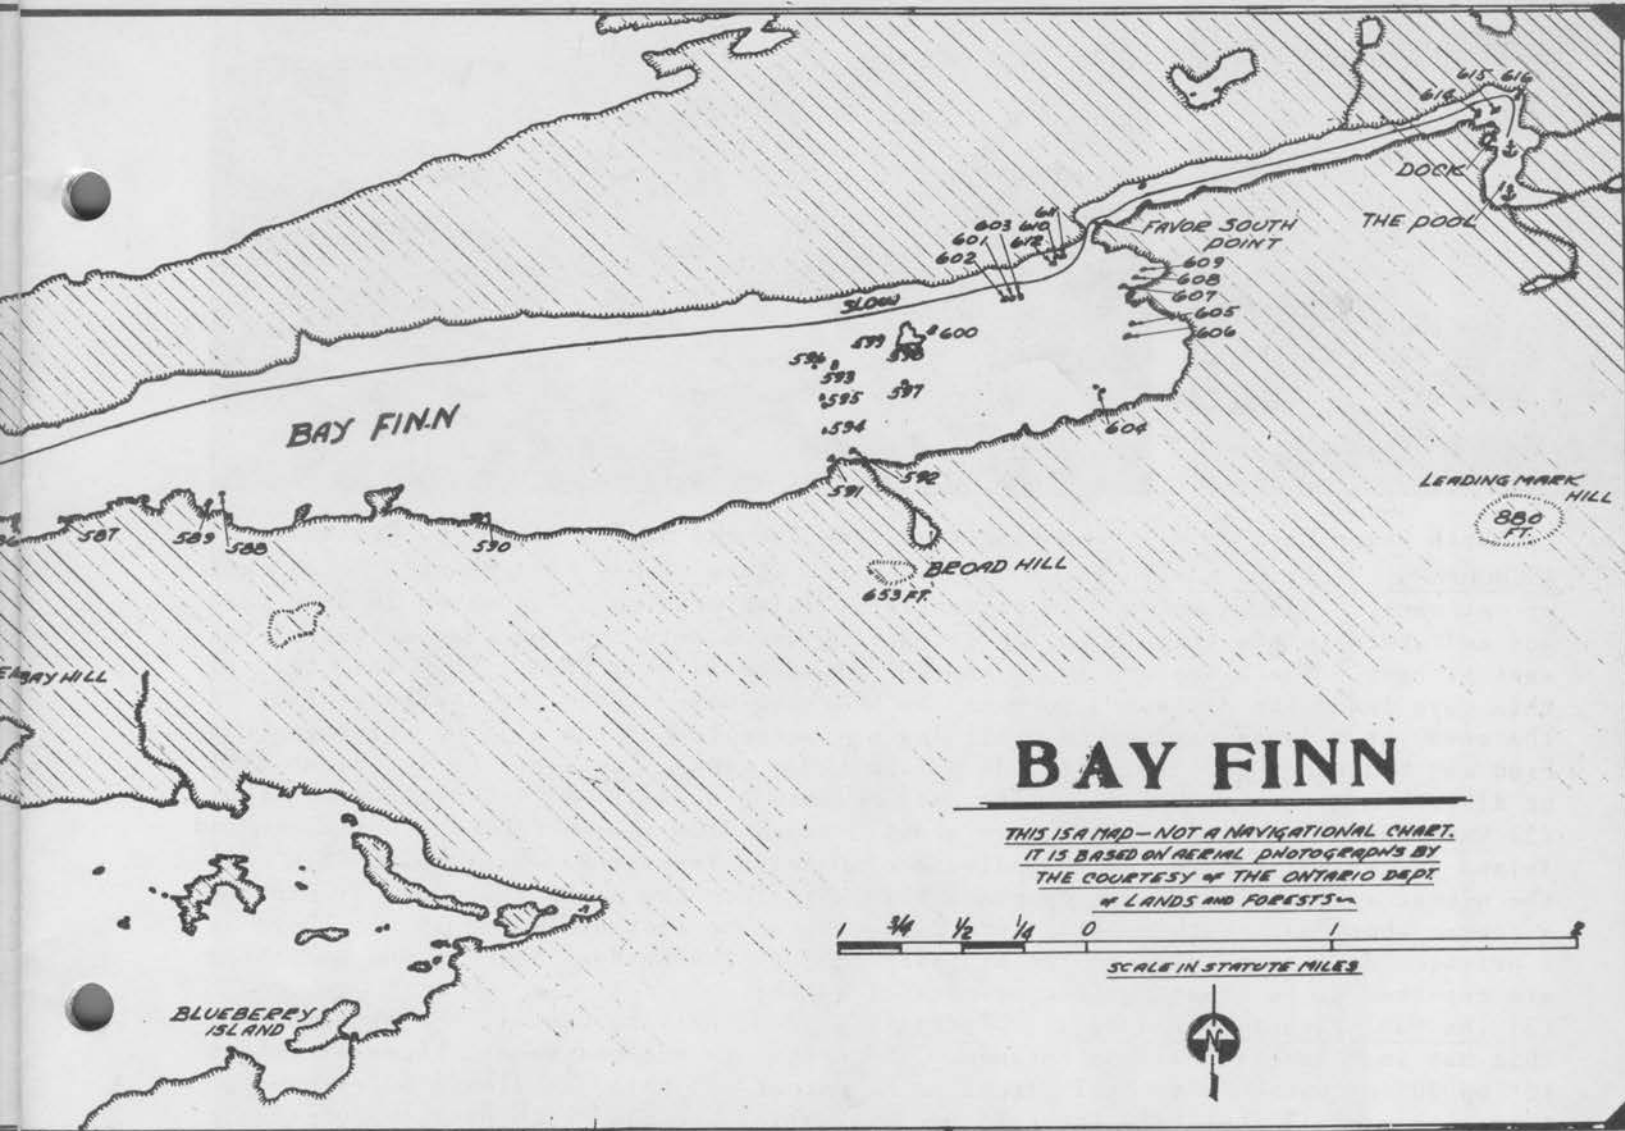 615 616
614
DOCK
THE POOL
FAVOR SOUTH
POINT
611
603 610
601 612
602
609
608
607
605
606
SLOW
600
599
598
596
593
597
595
594
604
BAY FINN
591
592
587
589
588
590
LEADING MARK
HILL
880
FT.
BROAD HILL
653 FT.
BAY HILL
BAY FINN
THIS IS A MAP — NOT A NAVIGATIONAL CHART.
IT IS BASED ON AERIAL PHOTOGRAPHS BY
THE COURTESY OF THE ONTARIO DEPT.
OF LANDS AND FORESTS
1 3/4 1/2 1/4 0 1 2
SCALE IN STATUTE MILES
N
BLUEBERRY
ISLAND